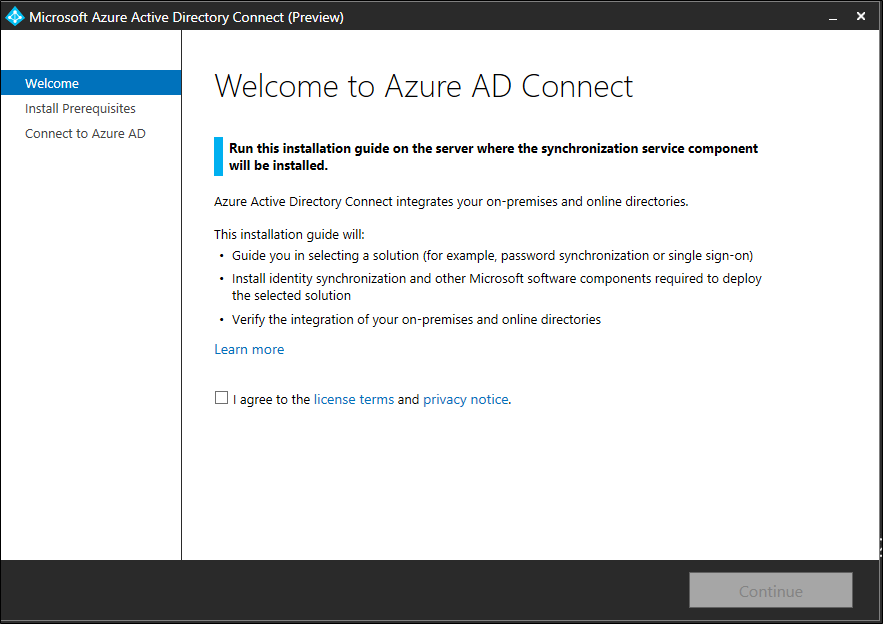 Microsoft Azure Active Directory Connect (Preview)
Welcome
Install Prerequisites
Connect to Azure AD
Welcome to Azure AD Connect
Run this installation guide on the server where the synchronization service component
will be installed.
Azure Active Directory Connect integrates your on-premises and online directories.
This installation guide will:
• Guide you in selecting a solution (for example, password synchronization or single sign-on)
• Install identity synchronization and other Microsoft software components required to deploy
the selected solution
• Verify the integration of your on-premises and online directories
Learn more
I agree to the license terms and privacy notice.
Continue